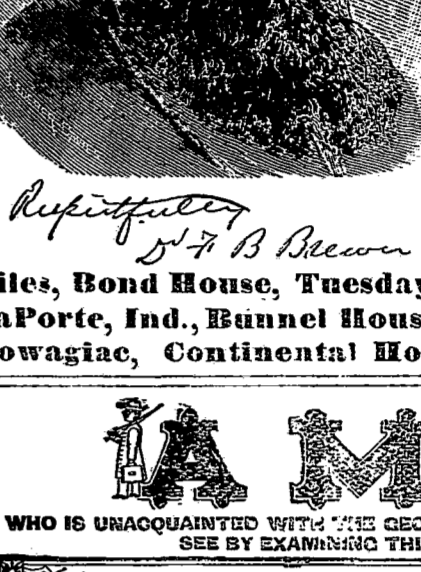 Respectfully
Dr F B Brewer
iles, Bond House, Tuesday
aPorte, Ind., Bunnel Hous
owagiac, Continental Ho
A M
WHO IS UNACQUAINTED WITH THE GEO
SEE BY EXAMINING THI